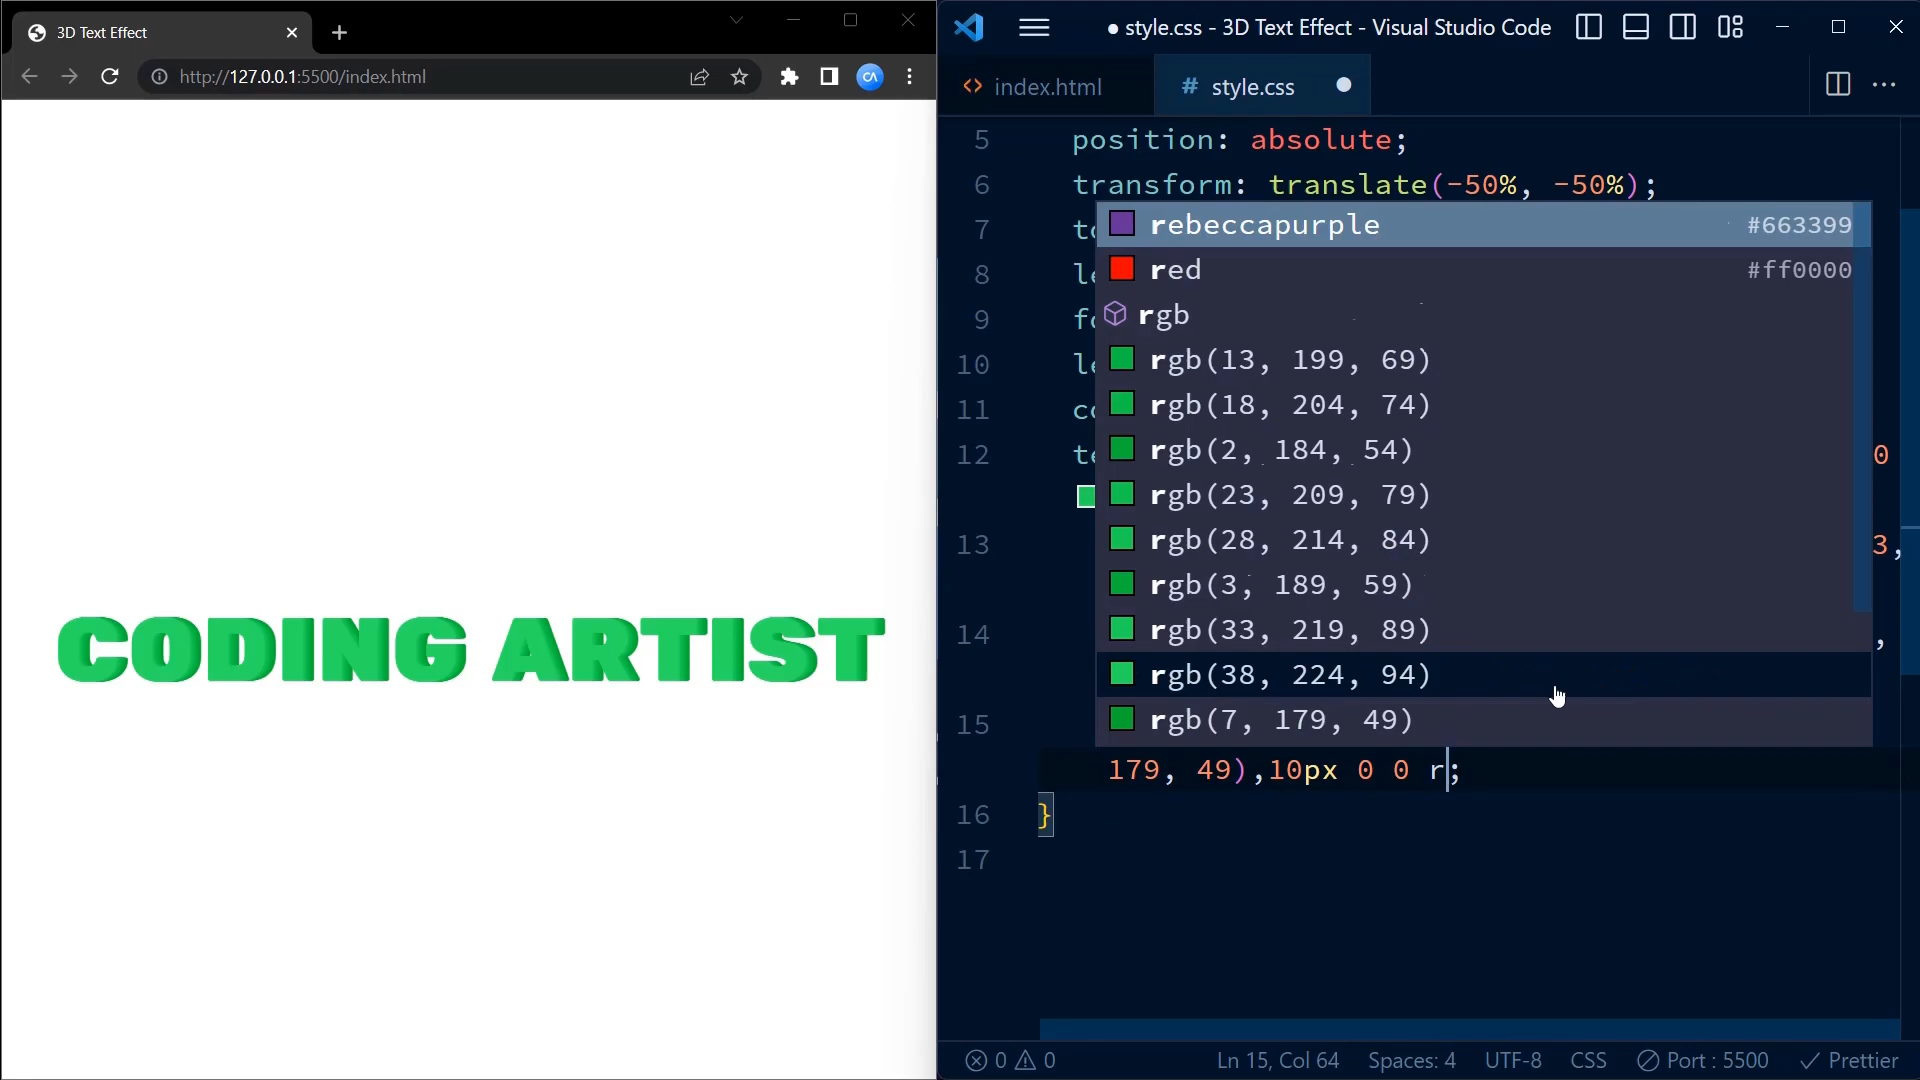 3D Text Effect
http://127.0.0.1:5500/index.html
CA
CODING ARTIST
● style.css - 3D Text Effect - Visual Studio Code
<> index.html
# style.css ●
5 position: absolute;
6 transform: translate(-50%, -50%);
7
8
9
10
11
12 0
13 3,
14 ,
15
rebeccapurple #663399
red #ff0000
rgb
rgb(13, 199, 69)
rgb(18, 204, 74)
rgb(2, 184, 54)
rgb(23, 209, 79)
rgb(28, 214, 84)
rgb(3, 189, 59)
rgb(33, 219, 89)
rgb(38, 224, 94)
rgb(7, 179, 49)
179, 49),10px 0 0 r;
16 }
17
0 0 Ln 15, Col 64 Spaces: 4 UTF-8 CSS Port : 5500 Prettier